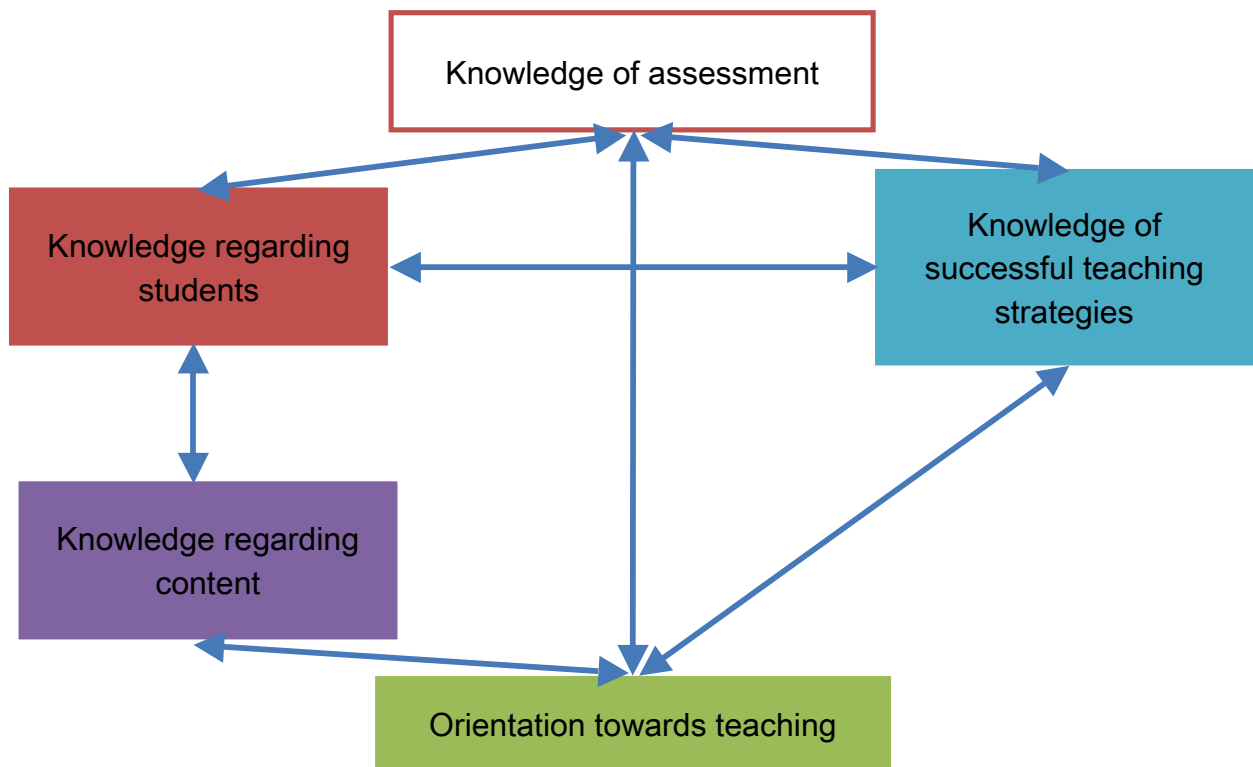 Knowledge of assessment
Knowledge regarding
students
Knowledge of
successful teaching
strategies
Knowledge regarding
content
Orientation towards teaching